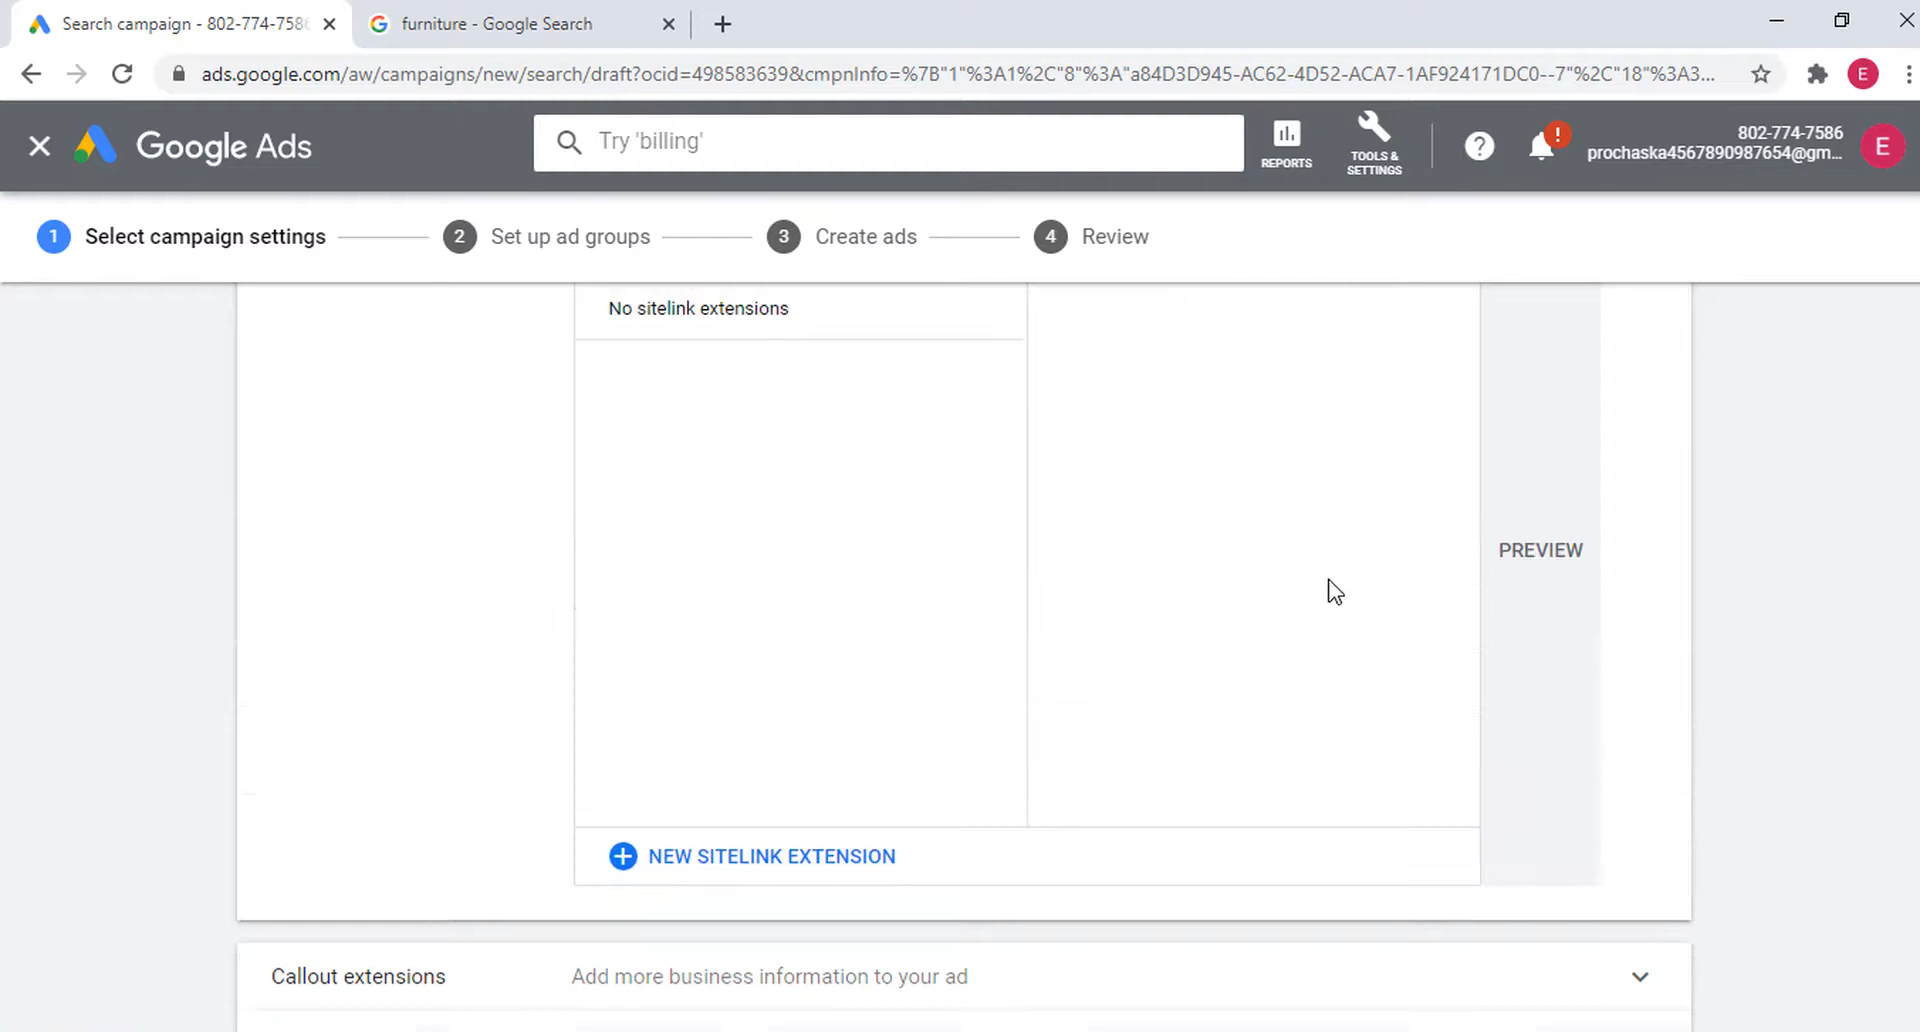 Search campaign - 802-774-758
furniture - Google Search
ads.google.com/aw/campaigns/new/search/draft?ocid=498583639&cmpnInfo=%7B"1"%3A1%2C"8"%3A"a84D3D945-AC62-4D52-ACA7-1AF924171DC0--7"%2C"18"%3A3...
E
Google Ads
Try 'billing'
REPORTS
TOOLS &
SETTINGS
?
!
802-774-7586
prochaska4567890987654@gm...
E
1 Select campaign settings
2 Set up ad groups
3 Create ads
4 Review
No sitelink extensions
PREVIEW
NEW SITELINK EXTENSION
Callout extensions
Add more business information to your ad